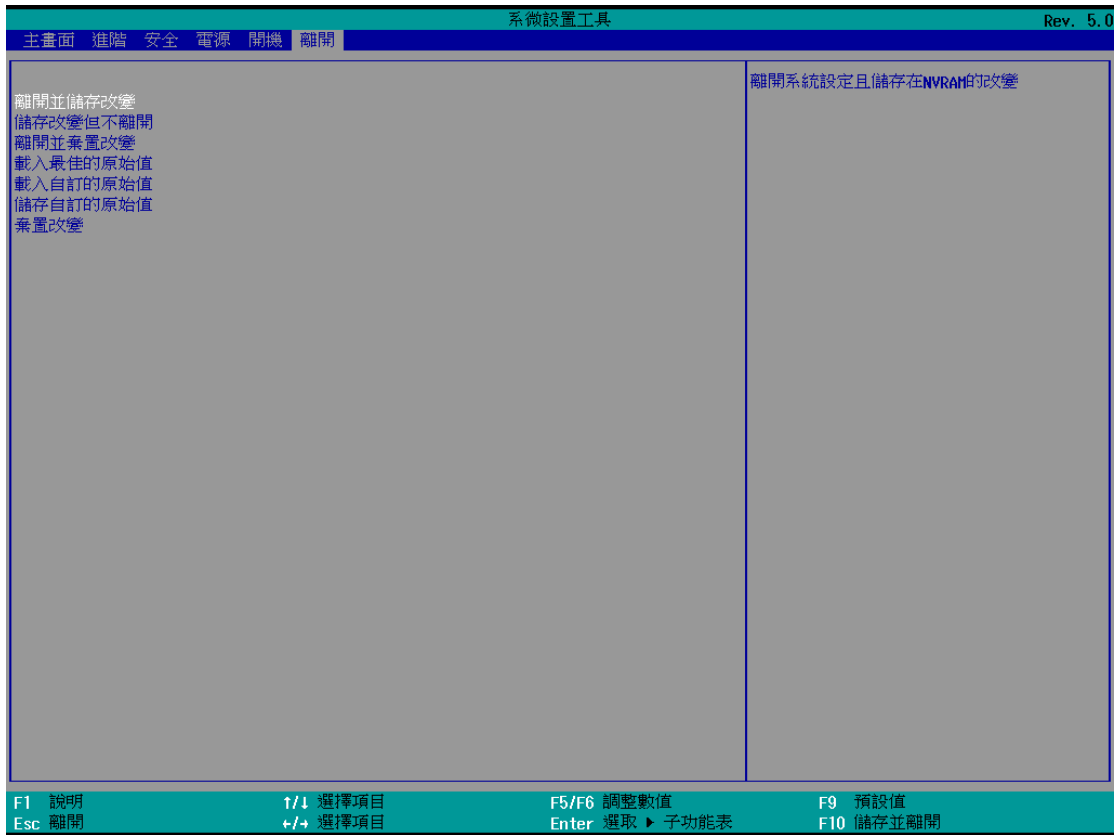 系微設置工具
Rev. 5.0
主畫面 進階 安全 電源 開機 離開
離開並儲存改變
儲存改變但不離開
離開並棄置改變
載入最佳的原始值
載入自訂的原始值
儲存自訂的原始值
棄置改變
離開系統設定且儲存在NVRAM的改變
F1 說明 ↑/↓ 選擇項目 F5/F6 調整數值 F9 預設值
Esc 離開 ←/→ 選擇項目 Enter 選取 ▶ 子功能表 F10 儲存並離開